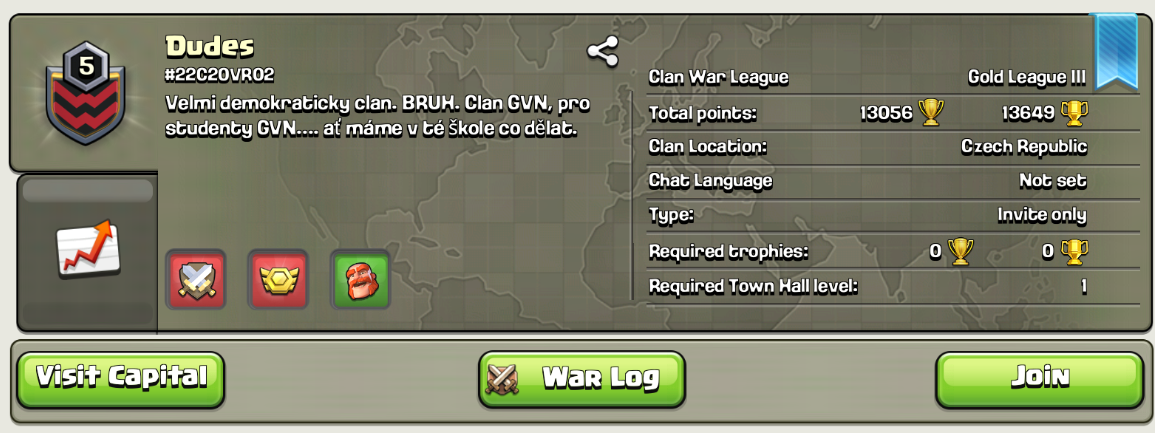 5
Dudes
#22C20VR02
Velmi demokraticky clan. BRUH. Clan GVN, pro
studenty GVN.... ať máme v té škole co dělat.
Clan War League Gold League III
Total points: 13056 13649
Clan Location: Czech Republic
Chat Language Not set
Type: Invite only
Required trophies: 0 0
Required Town Hall level: 1
Visit Capital
War Log
Join